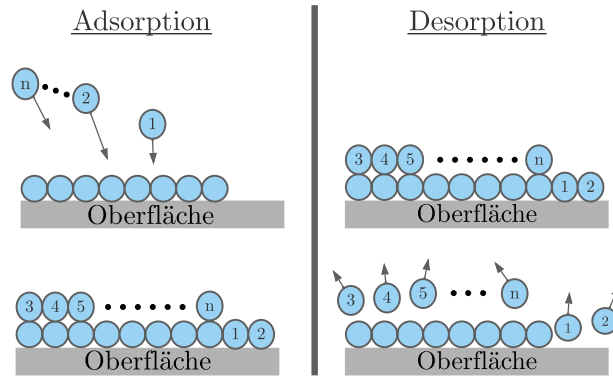 Adsorption
n 2 1
Oberfläche
3 4 5 n
1 2
Oberfläche
Desorption
3 4 5 n
1 2
Oberfläche
3 4 5 n
1 2
Oberfläche